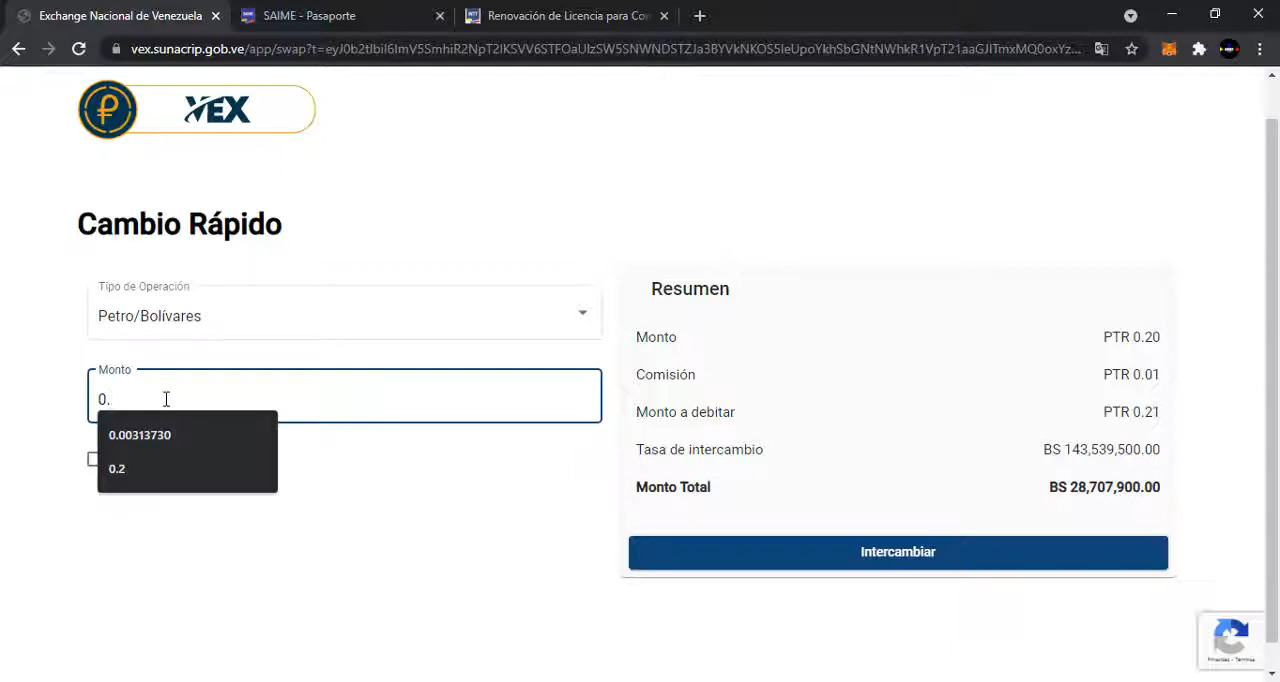 Exchange Nacional de Venezuela
SAIME - Pasaporte
Renovación de Licencia para Con
vex.sunacrip.gob.ve/app/swap?t=
VEX
Cambio Rápido
Tipo de Operación
Petro/Bolívares
Monto
0.
0.00313730
0.2
Resumen
Monto PTR 0.20
Comisión PTR 0.01
Monto a debitar PTR 0.21
Tasa de intercambio BS 143,539,500.00
Monto Total BS 28,707,900.00
Intercambiar
Privacidad - Términos